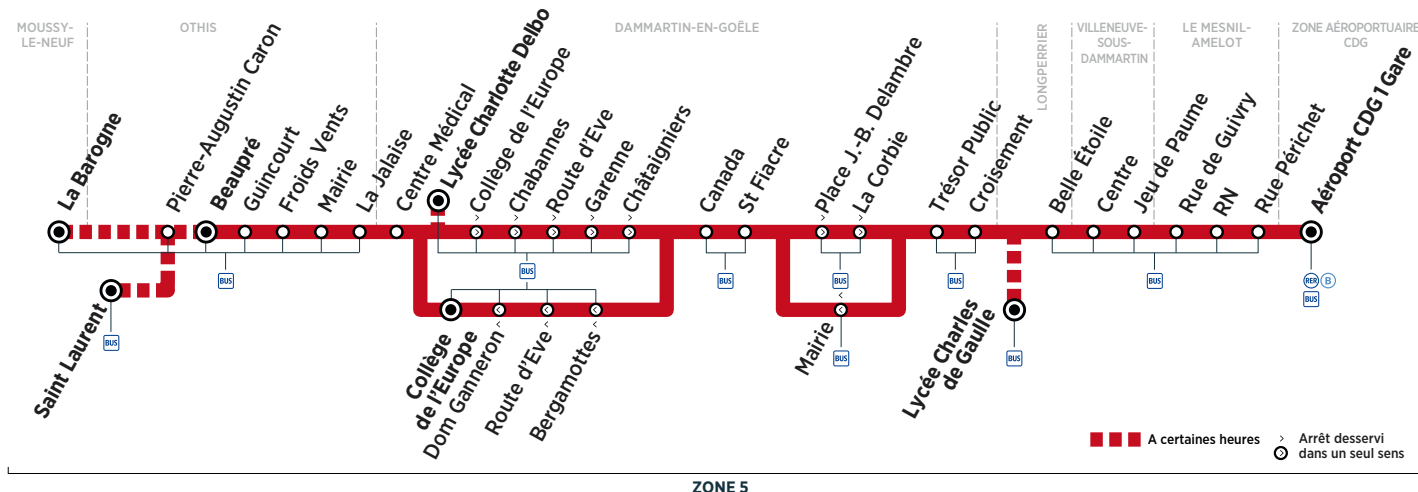 MOUSSY-
LE-NEUF
OTHIS
DAMMARTIN-EN-GOËLE
LONGPERRIER
VILLENEUVE-
SOUS-
DAMMARTIN
LE MESNIL-
AMELOT
ZONE AÉROPORTUAIRE
CDG
La Barogne
Pierre-Augustin Caron
Beaupré
Guincourt
Froids Vents
Mairie
La Jalaise
Centre Médical
Lycée Charlotte Delbo
Collège de l'Europe
Chabannes
Route d'Eve
Garenne
Châtaigniers
Canada
St Fiacre
Place J.-B. Delambre
La Corbie
Trésor Public
Croisement
Belle Étoile
Centre
Jeu de Paume
Rue de Guivry
RN
Rue Périchet
Aéroport CDG 1 Gare
BUS
BUS
BUS
BUS
BUS
BUS
RER B
BUS
Saint Laurent
BUS
Collège
de l'Europe
Dom Ganneron
Route d'Eve
Bergamottes
Mairie
BUS
Lycée Charles
de Gaulle
BUS
A certaines heures
Arrêt desservi
dans un seul sens
ZONE 5